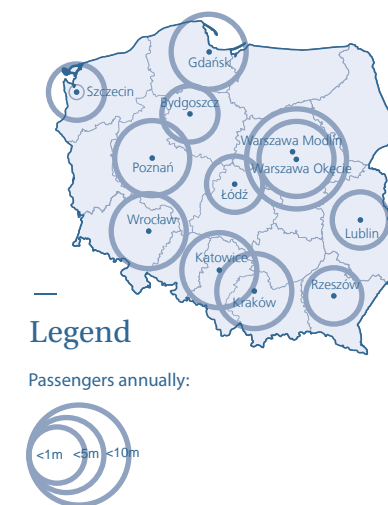 Gdańsk
Szczecin
Bydgoszcz
Warszawa Modlin
Poznań
Warszawa Okęcie
Łódź
Wrocław
Lublin
Katowice
Rzeszów
Kraków
Legend
Passengers annually:
<1m <5m <10m